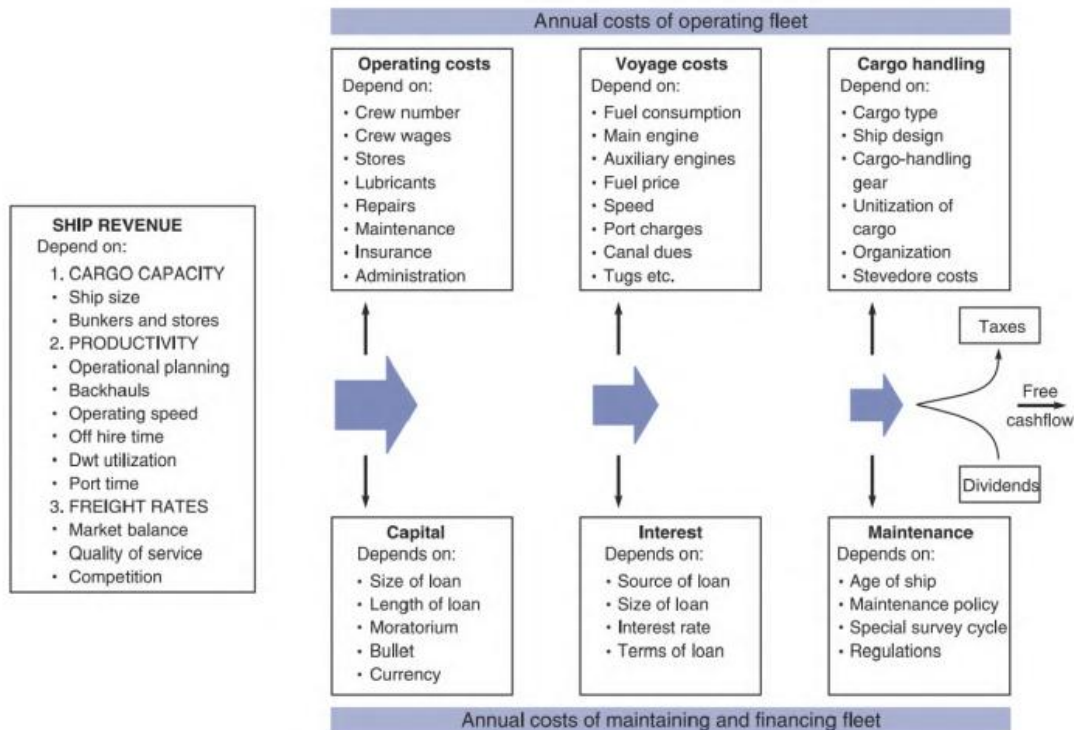 Annual costs of operating fleet
SHIP REVENUE
Depend on:
1. CARGO CAPACITY
• Ship size
• Bunkers and stores
2. PRODUCTIVITY
• Operational planning
• Backhauls
• Operating speed
• Off hire time
• Dwt utilization
• Port time
3. FREIGHT RATES
• Market balance
• Quality of service
• Competition
Operating costs
Depend on:
• Crew number
• Crew wages
• Stores
• Lubricants
• Repairs
• Maintenance
• Insurance
• Administration
Voyage costs
Depend on:
• Fuel consumption
• Main engine
• Auxiliary engines
• Fuel price
• Speed
• Port charges
• Canal dues
• Tugs etc.
Cargo handling
Depend on:
• Cargo type
• Ship design
• Cargo-handling
gear
• Unitization of
cargo
• Organization
• Stevedore costs
Taxes
Free
cashflow
Dividends
Capital
Depends on:
• Size of loan
• Length of loan
• Moratorium
• Bullet
• Currency
Interest
Depends on:
• Source of loan
• Size of loan
• Interest rate
• Terms of loan
Maintenance
Depends on:
• Age of ship
• Maintenance policy
• Special survey cycle
• Regulations
Annual costs of maintaining and financing fleet